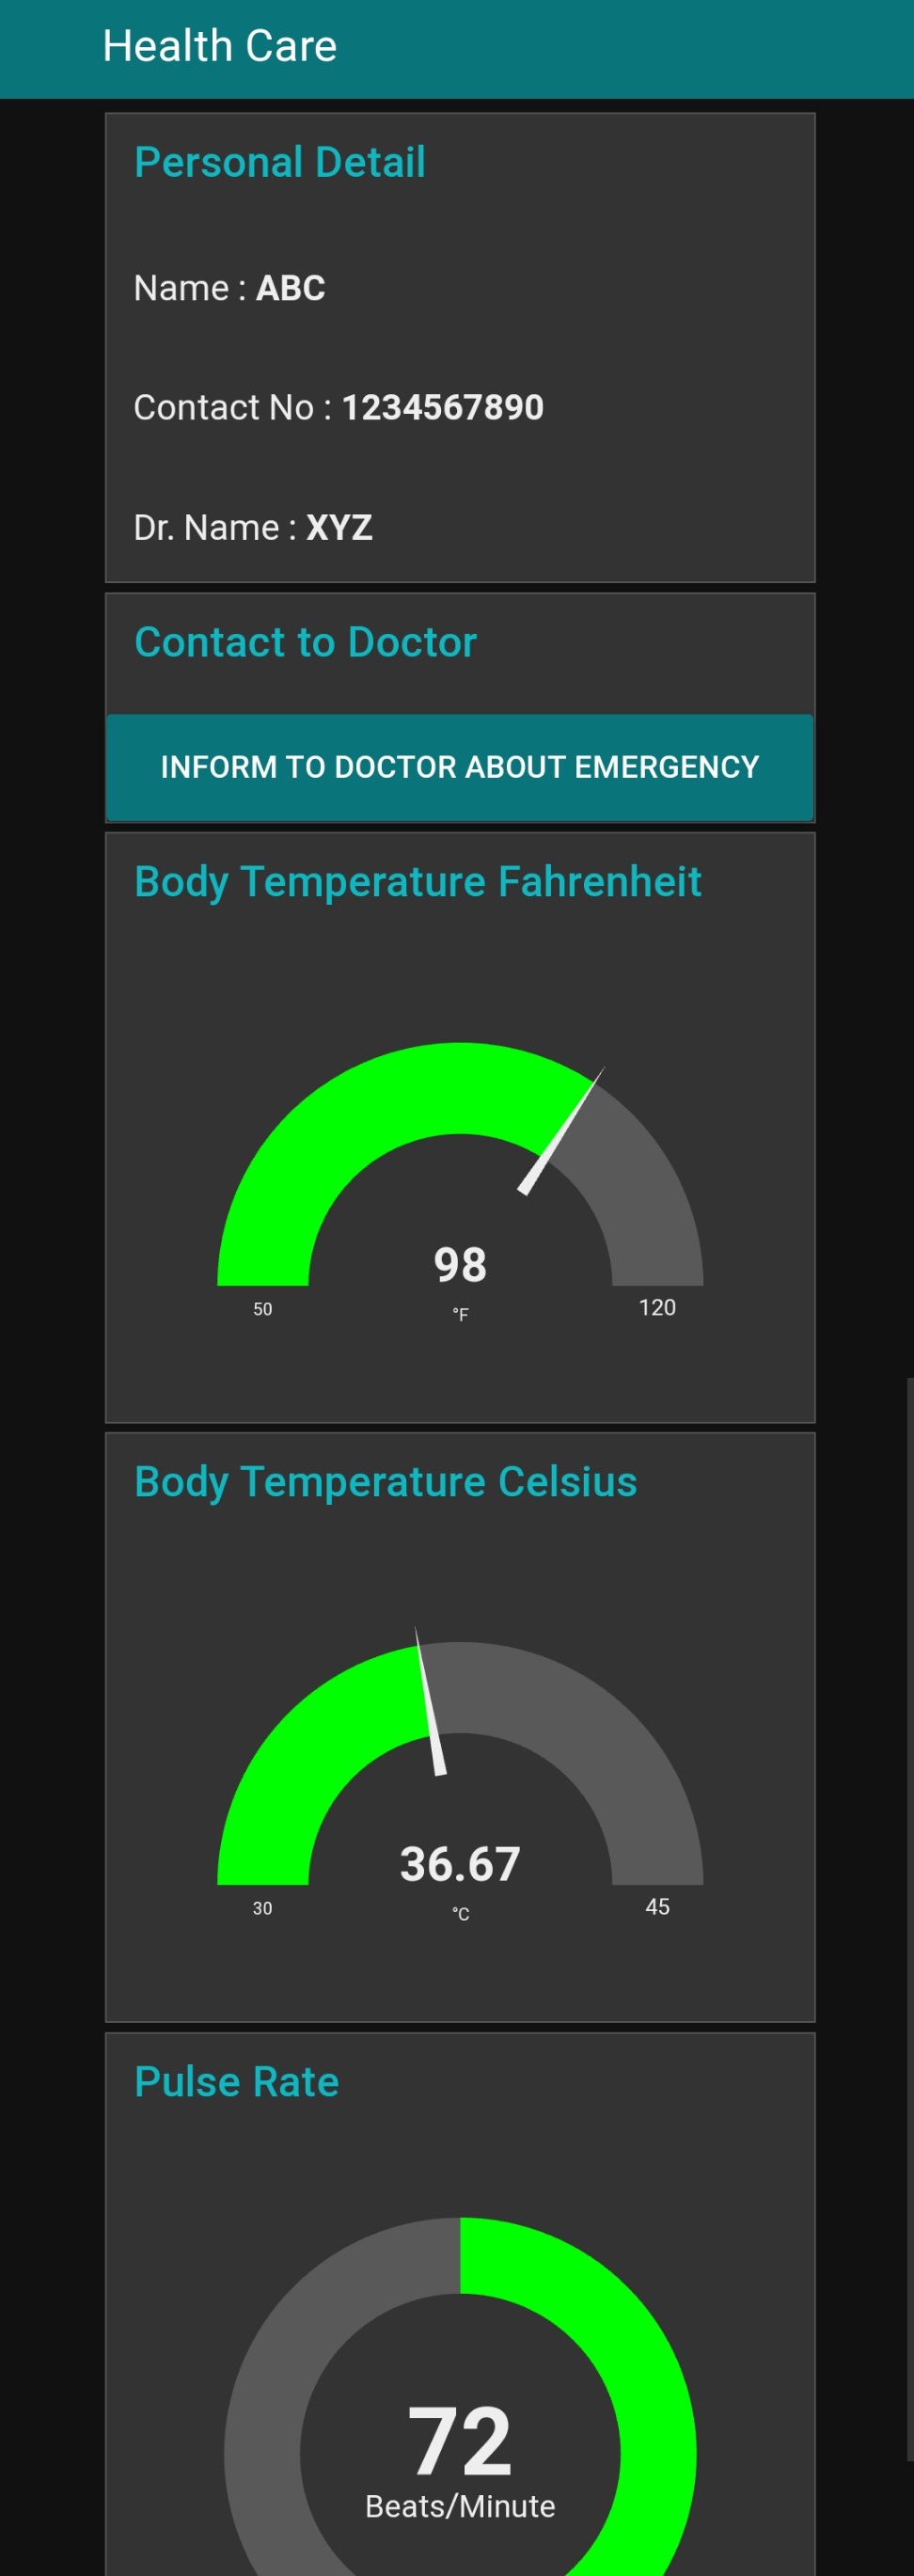 Health Care
Personal Detail
Name : ABC
Contact No : 1234567890
Dr. Name : XYZ
Contact to Doctor
INFORM TO DOCTOR ABOUT EMERGENCY
Body Temperature Fahrenheit
98
50 °F 120
Body Temperature Celsius
36.67
30 °C 45
Pulse Rate
72
Beats/Minute